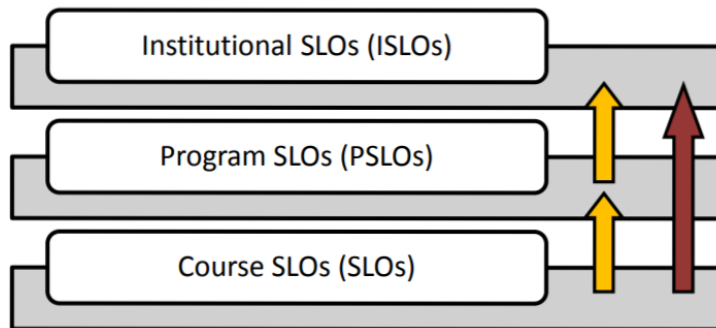 Institutional SLOs (ISLOs)
Program SLOs (PSLOs)
Course SLOs (SLOs)